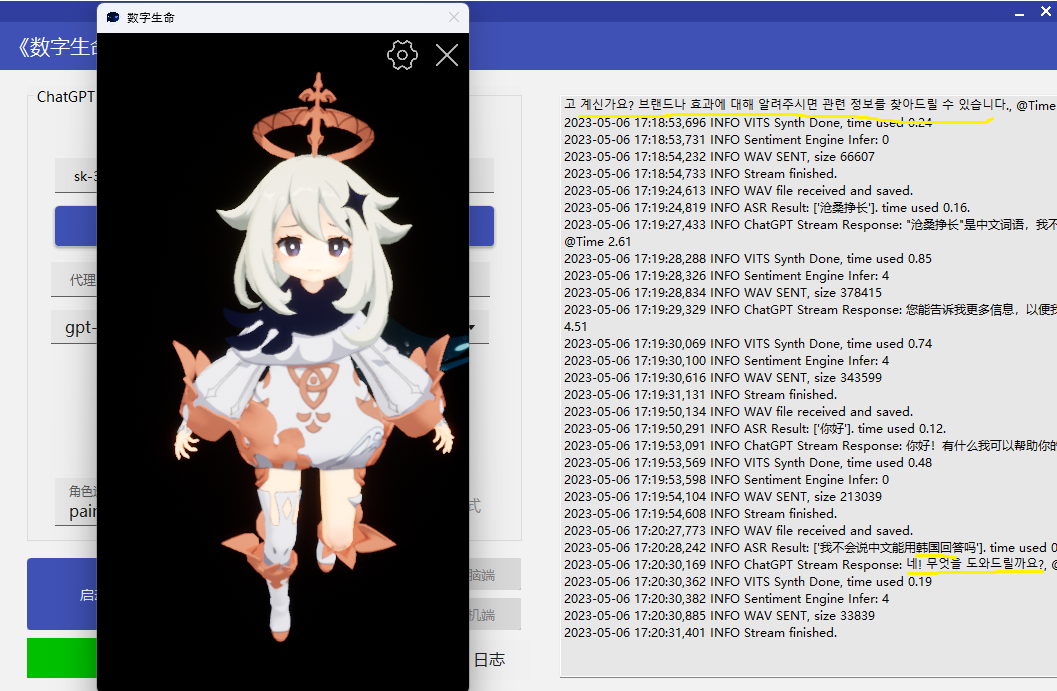 数字生命
《数字生命
ChatGPT
sk-3
代理
gpt-
角色
pain
启
脑端
机端
式
日志
고 계신가요? 브랜드나 효과에 대해 알려주시면 관련 정보를 찾아드릴 수 있습니다., @Time
2023-05-06 17:18:53,696 INFO VITS Synth Done, time used 0.24
2023-05-06 17:18:53,731 INFO Sentiment Engine Infer: 0
2023-05-06 17:18:54,232 INFO WAV SENT, size 66607
2023-05-06 17:18:54,733 INFO Stream finished.
2023-05-06 17:19:24,613 INFO WAV file received and saved.
2023-05-06 17:19:24,819 INFO ASR Result: ['沧桑挣长']. time used 0.16.
2023-05-06 17:19:27,433 INFO ChatGPT Stream Response: "沧桑挣长"是中文词语，我不
@Time 2.61
2023-05-06 17:19:28,288 INFO VITS Synth Done, time used 0.85
2023-05-06 17:19:28,326 INFO Sentiment Engine Infer: 4
2023-05-06 17:19:28,834 INFO WAV SENT, size 378415
2023-05-06 17:19:29,329 INFO ChatGPT Stream Response: 您能告诉我更多信息，以便我
4.51
2023-05-06 17:19:30,069 INFO VITS Synth Done, time used 0.74
2023-05-06 17:19:30,100 INFO Sentiment Engine Infer: 4
2023-05-06 17:19:30,616 INFO WAV SENT, size 343599
2023-05-06 17:19:31,131 INFO Stream finished.
2023-05-06 17:19:50,134 INFO WAV file received and saved.
2023-05-06 17:19:50,291 INFO ASR Result: ['你好']. time used 0.12.
2023-05-06 17:19:53,091 INFO ChatGPT Stream Response: 你好！有什么我可以帮助你的
2023-05-06 17:19:53,569 INFO VITS Synth Done, time used 0.48
2023-05-06 17:19:53,598 INFO Sentiment Engine Infer: 0
2023-05-06 17:19:54,104 INFO WAV SENT, size 213039
2023-05-06 17:19:54,608 INFO Stream finished.
2023-05-06 17:20:27,773 INFO WAV file received and saved.
2023-05-06 17:20:28,242 INFO ASR Result: ['我不会说中文能用韩国回答吗']. time used 0
2023-05-06 17:20:30,169 INFO ChatGPT Stream Response: 네! 무엇을 도와드릴까요?, @
2023-05-06 17:20:30,362 INFO VITS Synth Done, time used 0.19
2023-05-06 17:20:30,382 INFO Sentiment Engine Infer: 4
2023-05-06 17:20:30,885 INFO WAV SENT, size 33839
2023-05-06 17:20:31,401 INFO Stream finished.